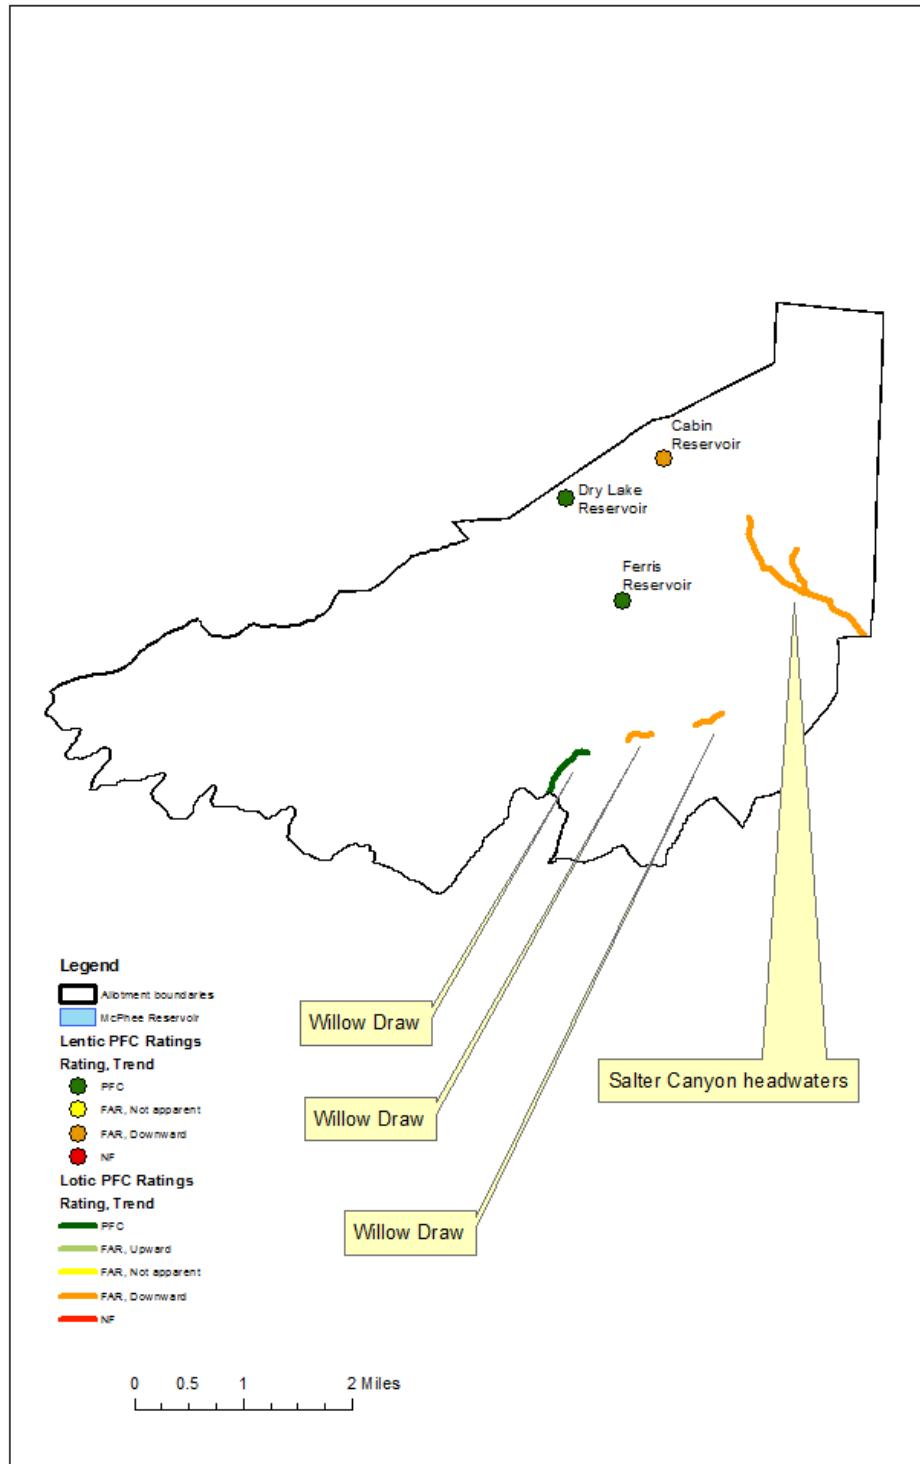 Cabin
Reservoir
Dry Lake
Reservoir
Ferris
Reservoir
Legend
Allotment boundaries
McPhee Reservoir
Lentic PFC Ratings
Rating, Trend
PFC
FAR, Not apparent
FAR, Downward
NF
Lotic PFC Ratings
Rating, Trend
PFC
FAR, Upward
FAR, Not apparent
FAR, Downward
NF
Willow Draw
Willow Draw
Willow Draw
Salter Canyon headwaters
0 0.5 1 2 Miles